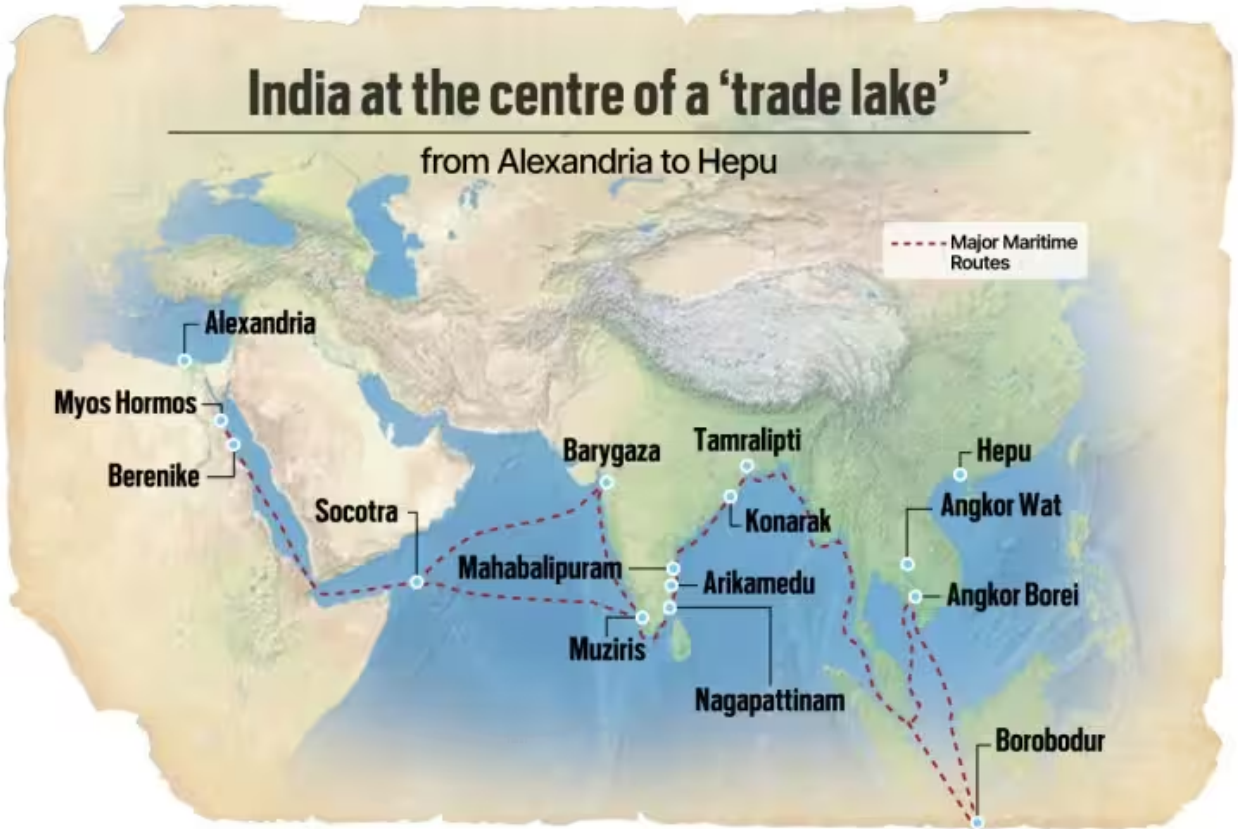 India at the centre of a ‘trade lake’
from Alexandria to Hepu
Major Maritime
Routes
Alexandria
Myos Hormos
Berenike
Socotra
Barygaza
Tamralipti
Hepu
Angkor Wat
Konarak
Mahabalipuram
Arikamedu
Angkor Borei
Muziris
Nagapattinam
Borobodur